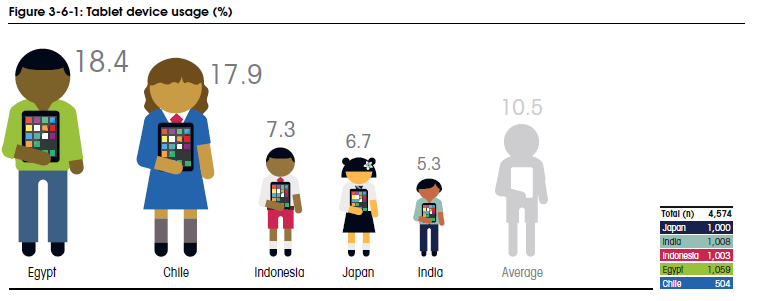 Figure 3-6-1: Tablet device usage (%)
18.4
17.9
7.3
6.7
5.3
10.5
Egypt
Chile
Indonesia
Japan
India
Average
Total (n) 4,574
Japan 1,000
India 1,008
Indonesia 1,003
Egypt 1,059
Chile 504